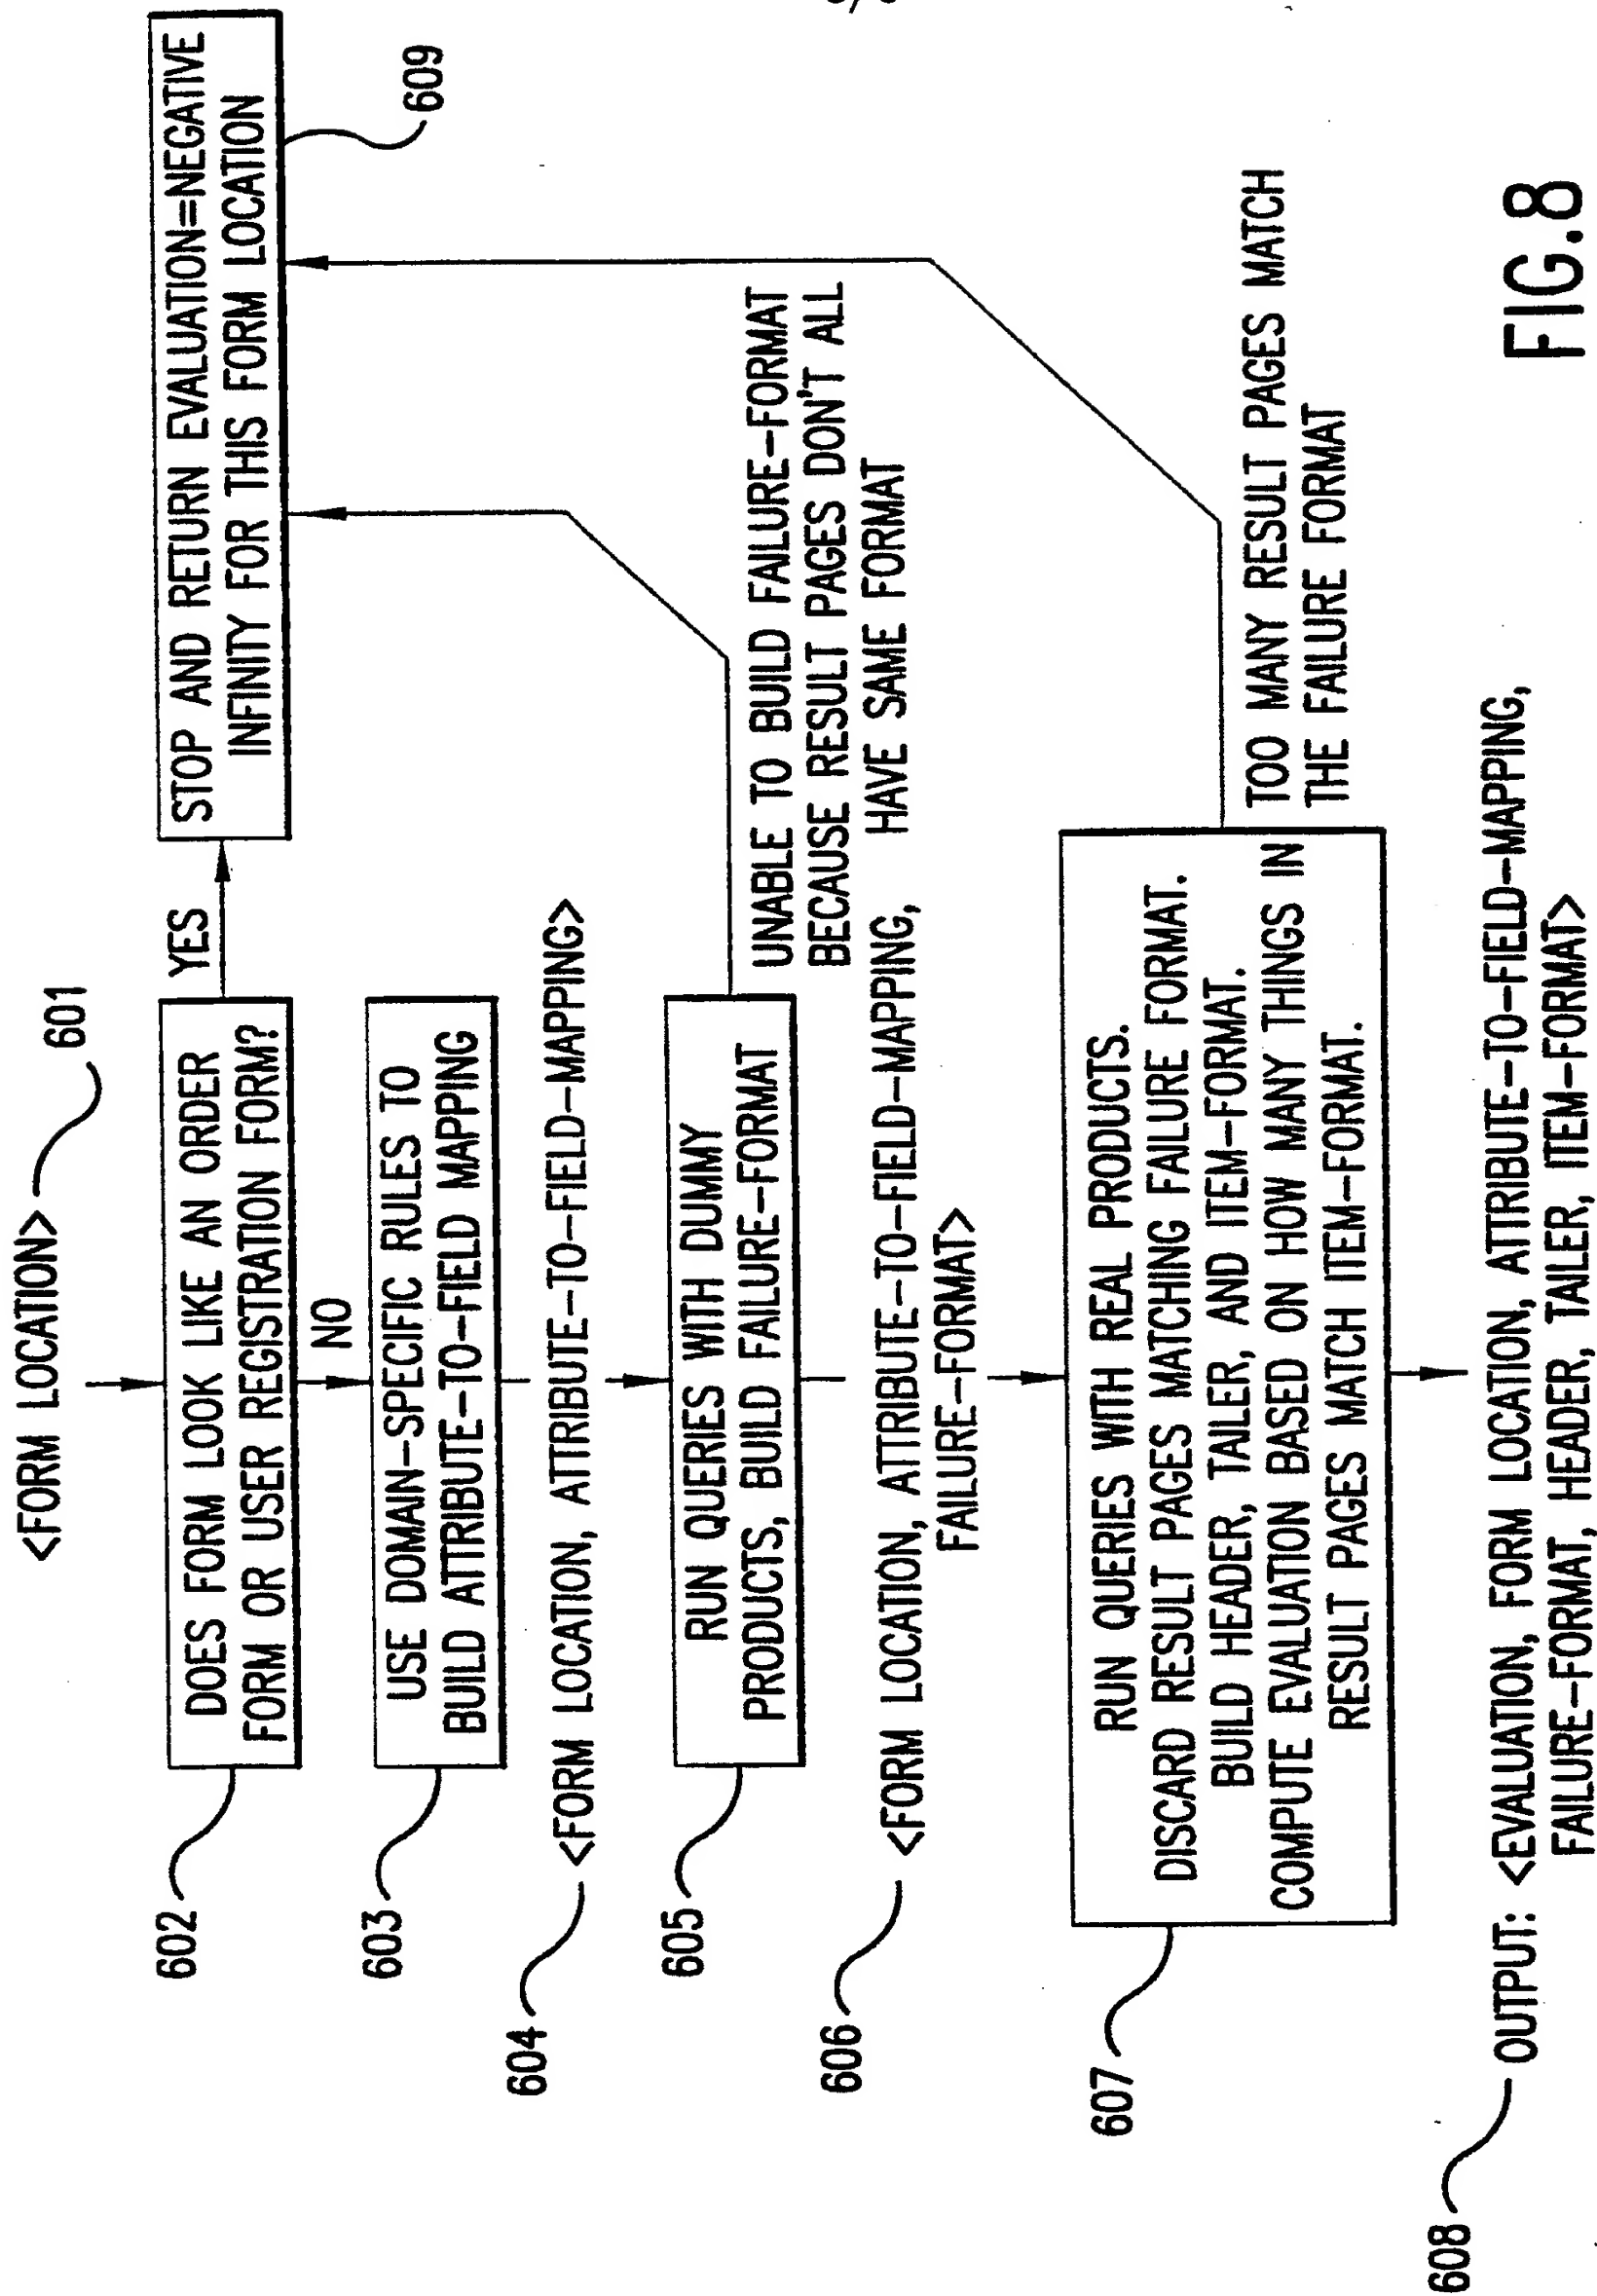 <FORM LOCATION>
601
602
DOES FORM LOOK LIKE AN ORDER
FORM OR USER REGISTRATION FORM?
YES
STOP AND RETURN EVALUATION=NEGATIVE
INFINITY FOR THIS FORM LOCATION
609
NO
603
USE DOMAIN-SPECIFIC RULES TO
BUILD ATTRIBUTE-TO-FIELD MAPPING
604
<FORM LOCATION, ATTRIBUTE-TO-FIELD-MAPPING>
605
RUN QUERIES WITH DUMMY
PRODUCTS, BUILD FAILURE-FORMAT
UNABLE TO BUILD FAILURE-FORMAT
BECAUSE RESULT PAGES DON'T ALL
HAVE SAME FORMAT
606
<FORM LOCATION, ATTRIBUTE-TO-FIELD-MAPPING,
FAILURE-FORMAT>
607
RUN QUERIES WITH REAL PRODUCTS.
DISCARD RESULT PAGES MATCHING FAILURE FORMAT.
BUILD HEADER, TAILER, AND ITEM-FORMAT.
COMPUTE EVALUATION BASED ON HOW MANY THINGS IN
RESULT PAGES MATCH ITEM-FORMAT.
TOO MANY RESULT PAGES MATCH
THE FAILURE FORMAT
608
OUTPUT: <EVALUATION, FORM LOCATION, ATTRIBUTE-TO-FIELD-MAPPING,
FAILURE-FORMAT, HEADER, TAILER, ITEM-FORMAT>
FIG.8